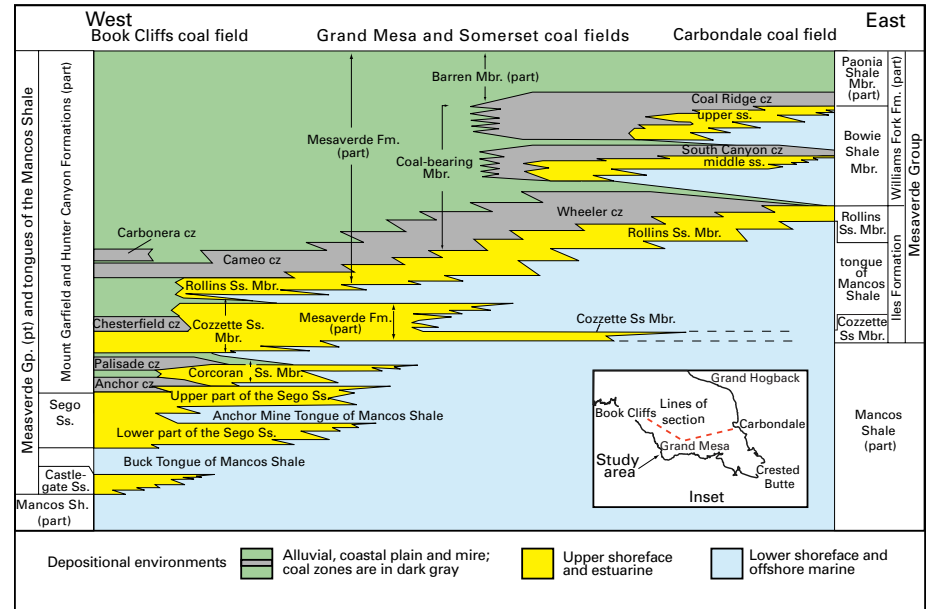 West
East
Book Cliffs coal field
Grand Mesa and Somerset coal fields
Carbondale coal field
Measverde Gp. (pt) and tongues of the Mancos Shale
Mount Garfield and Hunter Canyon Formations (part)
Sego
Ss.
Castle-
gate Ss.
Mancos Sh.
(part)
Barren Mbr. (part)
Mesaverde Fm.
(part)
Coal-bearing
Mbr.
Coal Ridge cz
upper ss.
South Canyon cz
middle ss.
Wheeler cz
Rollins Ss. Mbr.
Carbonera cz
Cameo cz
Rollins Ss. Mbr.
Chesterfield cz
Cozzette Ss.
Mbr.
Mesaverde Fm.
(part)
Cozzette Ss Mbr.
Palisade cz
Corcoran Ss. Mbr.
Anchor cz
Upper part of the Sego Ss.
Anchor Mine Tongue of Mancos Shale
Lower part of the Sego Ss.
Buck Tongue of Mancos Shale
Paonia
Shale
Mbr.
(part)
Bowie
Shale
Mbr.
Rollins
Ss. Mbr.
tongue
of
Mancos
Shale
Cozzette
Ss Mbr.
Mancos
Shale
(part)
Williams Fork Fm. (part)
Iles Formation
Mesaverde Group
Grand Hogback
Book Cliffs
Lines of
section
Carbondale
Grand Mesa
Study
area
Crested
Butte
Inset
Depositional environments
Alluvial, coastal plain and mire;
coal zones are in dark gray
Upper shoreface
and estuarine
Lower shoreface and
offshore marine